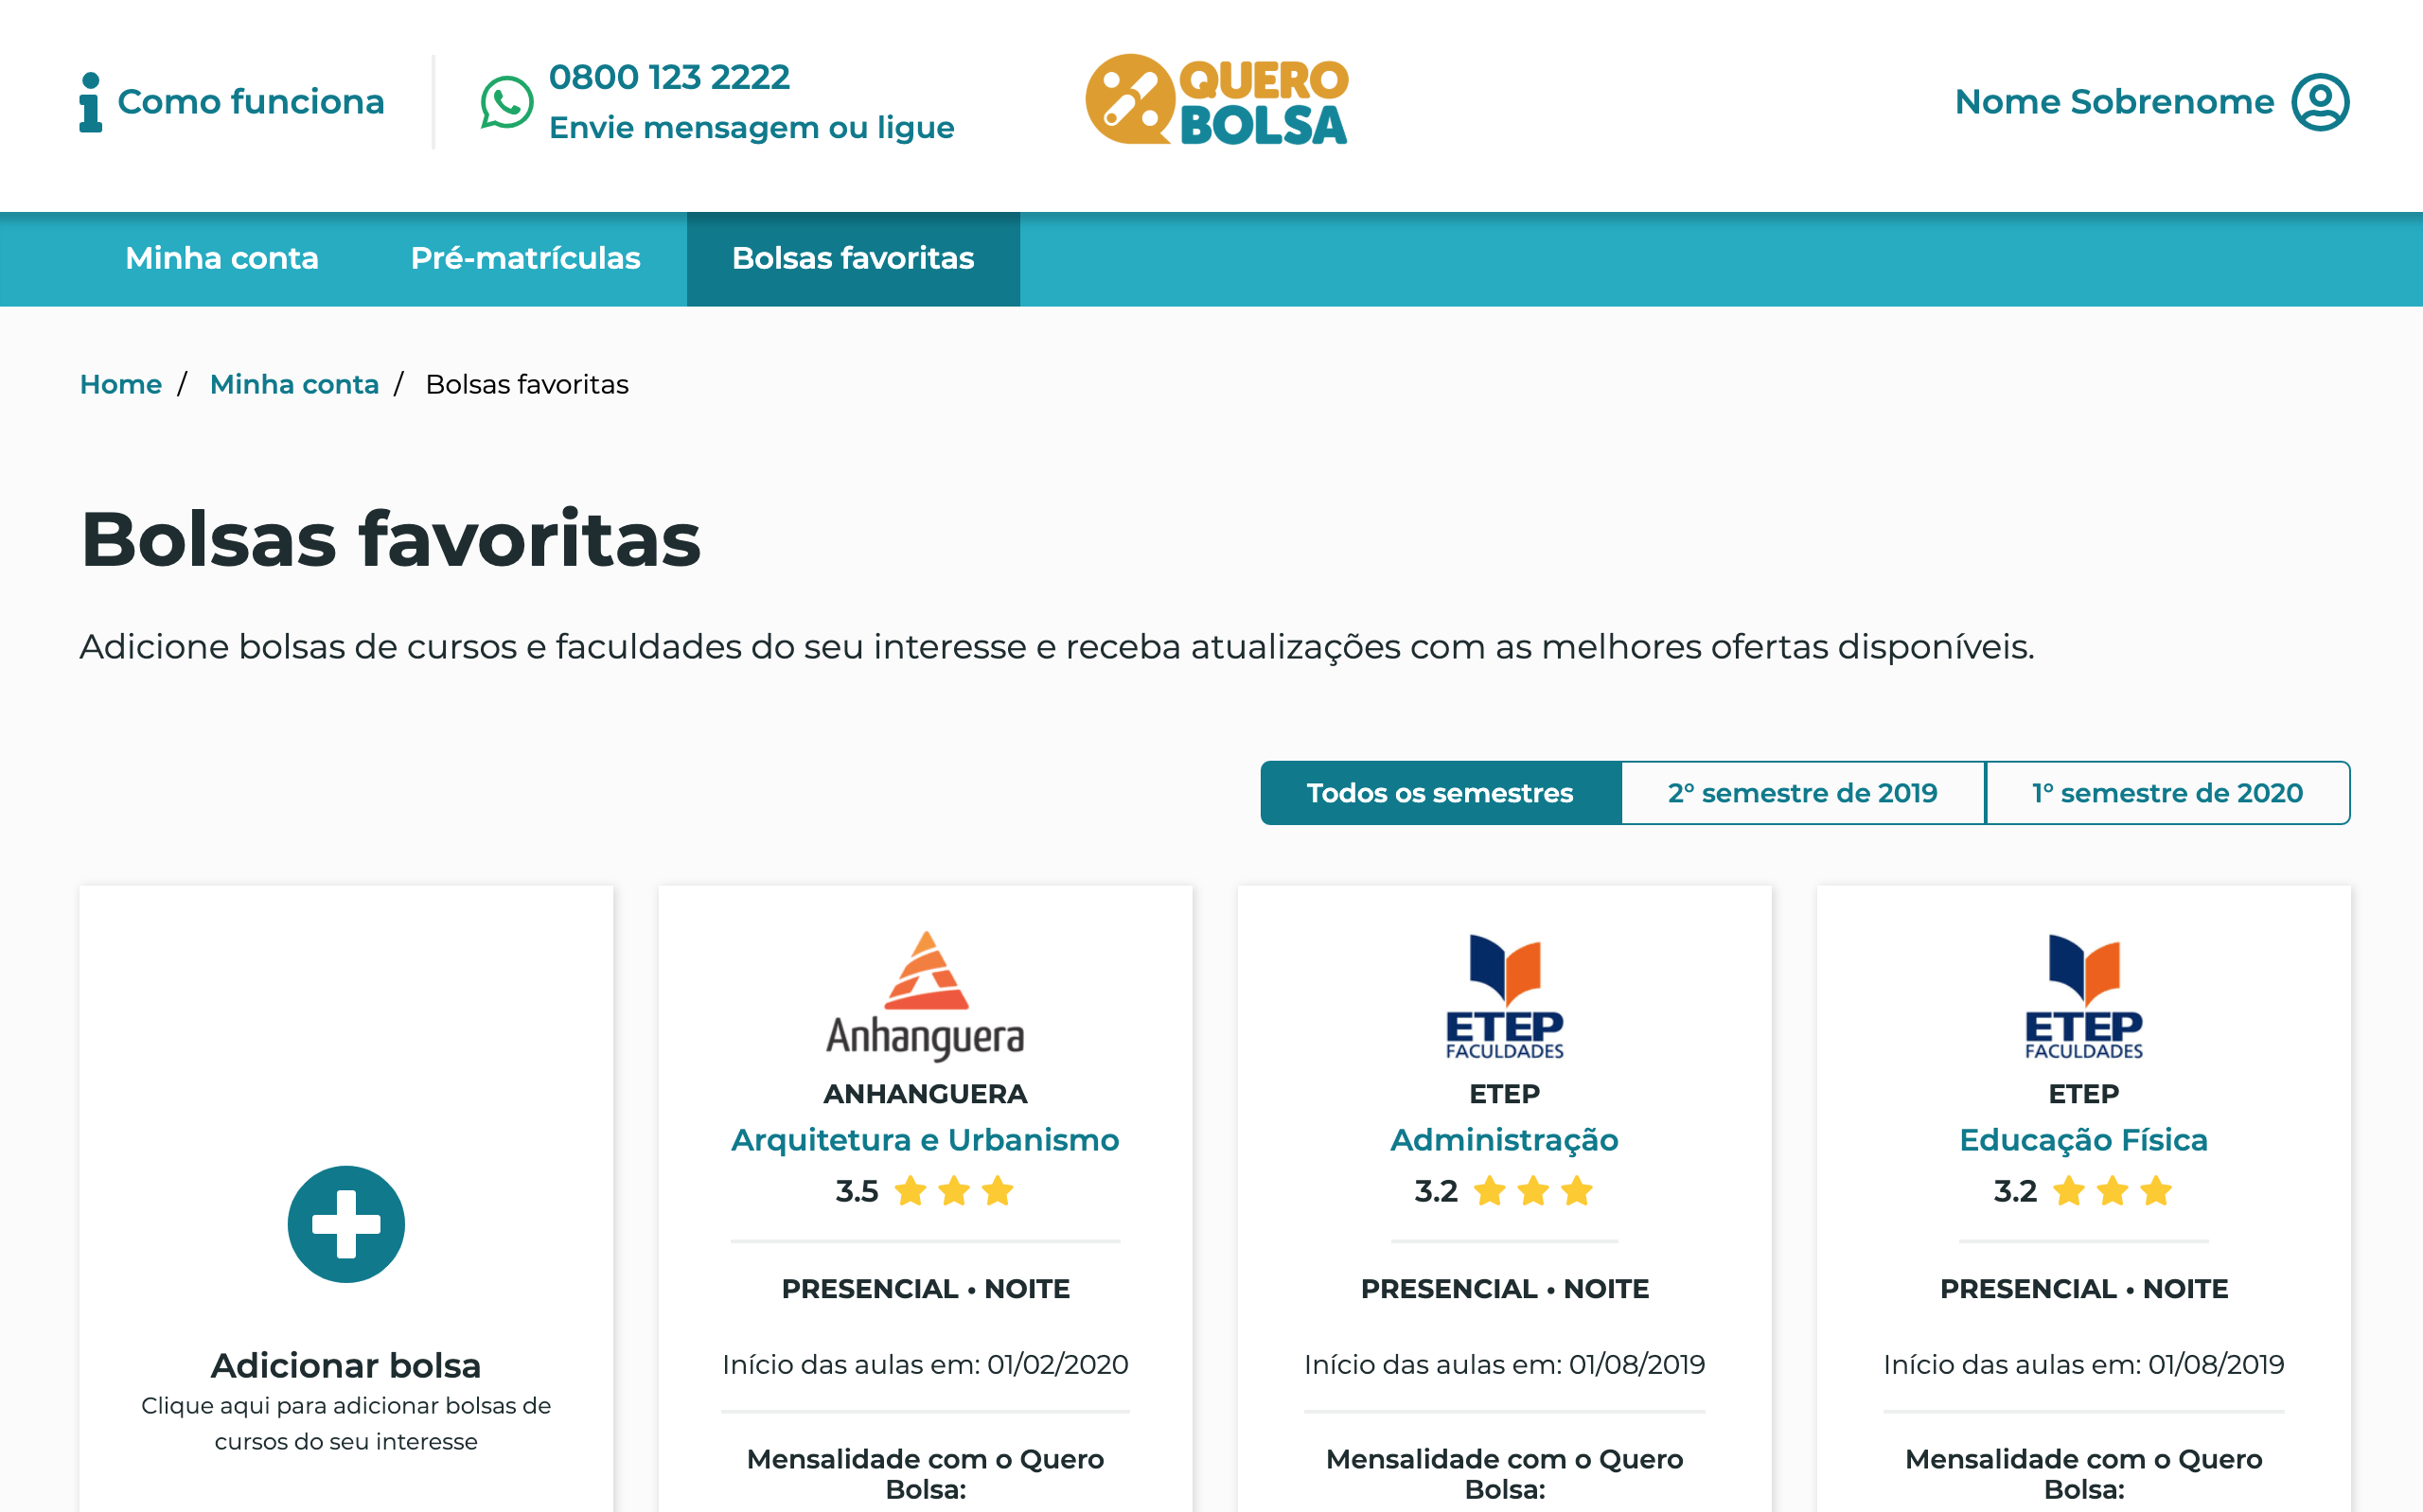 Como funciona
0800 123 2222
Envie mensagem ou ligue
QUERO
BOLSA
Nome Sobrenome
Minha conta
Pré-matrículas
Bolsas favoritas
Home / Minha conta / Bolsas favoritas
Bolsas favoritas
Adicione bolsas de cursos e faculdades do seu interesse e receba atualizações com as melhores ofertas disponíveis.
Todos os semestres
2º semestre de 2019
1º semestre de 2020
Adicionar bolsa
Clique aqui para adicionar bolsas de
cursos do seu interesse
Anhanguera
ANHANGUERA
Arquitetura e Urbanismo
3.5
PRESENCIAL • NOITE
Início das aulas em: 01/02/2020
Mensalidade com o Quero
Bolsa:
ETEP
FACULDADES
ETEP
Administração
3.2
PRESENCIAL • NOITE
Início das aulas em: 01/08/2019
Mensalidade com o Quero
Bolsa:
ETEP
FACULDADES
ETEP
Educação Física
3.2
PRESENCIAL • NOITE
Início das aulas em: 01/08/2019
Mensalidade com o Quero
Bolsa: